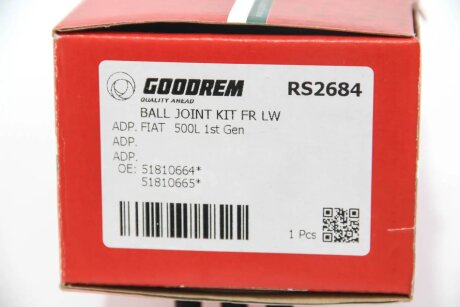 GOODREM
QUALITY AHEAD
RS2684
BALL JOINT KIT FR LW
ADP. FIAT 500L 1st Gen
ADP.
ADP.
OE: 51810664*
51810665*
1 Pcs